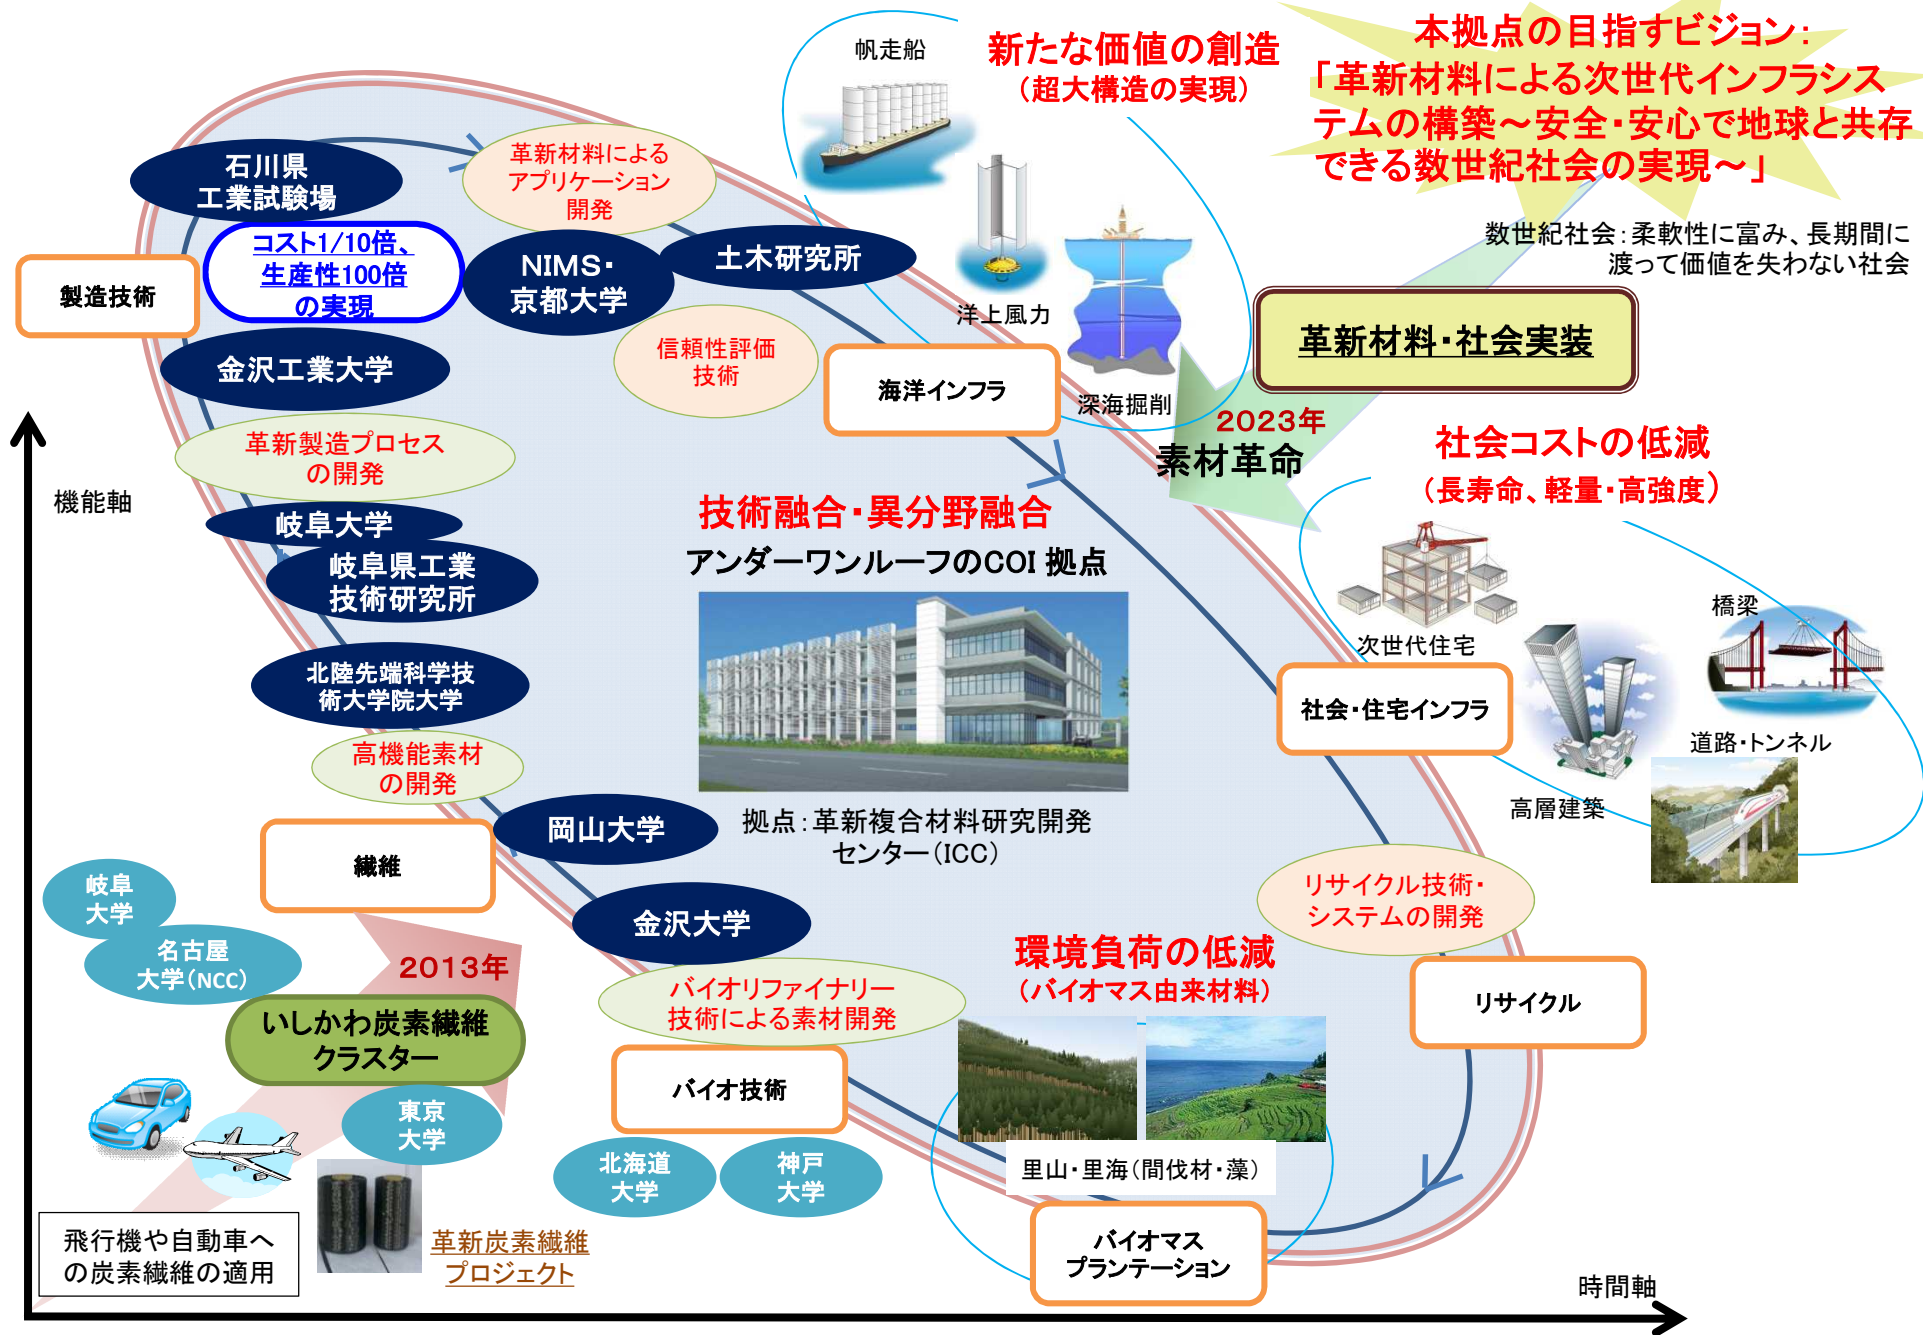 本拠点の目指すビジョン：
「革新材料による次世代インフラシス
テムの構築～安全・安心で地球と共存
できる数世紀社会の実現～」
数世紀社会：柔軟性に富み、長期間に
渡って価値を失わない社会
新たな価値の創造
（超大構造の実現）
帆走船
洋上風力
深海掘削
石川県
工業試験場
革新材料による
アプリケーション
開発
コスト1/10倍、
生産性100倍
の実現
NIMS・
京都大学
土木研究所
製造技術
信頼性評価
技術
革新材料・社会実装
金沢工業大学
海洋インフラ
2023年
素材革命
革新製造プロセス
の開発
社会コストの低減
（長寿命、軽量・高強度）
機能軸
岐阜大学
岐阜県工業
技術研究所
技術融合・異分野融合
アンダーワンルーフのCOI 拠点
次世代住宅
橋梁
北陸先端科学技
術大学院大学
社会・住宅インフラ
道路・トンネル
高層建築
高機能素材
の開発
岡山大学
拠点：革新複合材料研究開発
センター（ICC）
繊維
岐阜
大学
名古屋
大学（NCC）
2013年
金沢大学
リサイクル技術・
システムの開発
環境負荷の低減
（バイオマス由来材料）
バイオリファイナリー
技術による素材開発
リサイクル
いしかわ炭素繊維
クラスター
バイオ技術
東京
大学
北海道
大学
神戸
大学
里山・里海（間伐材・藻）
バイオマス
プランテーション
飛行機や自動車へ
の炭素繊維の適用
革新炭素繊維
プロジェクト
時間軸